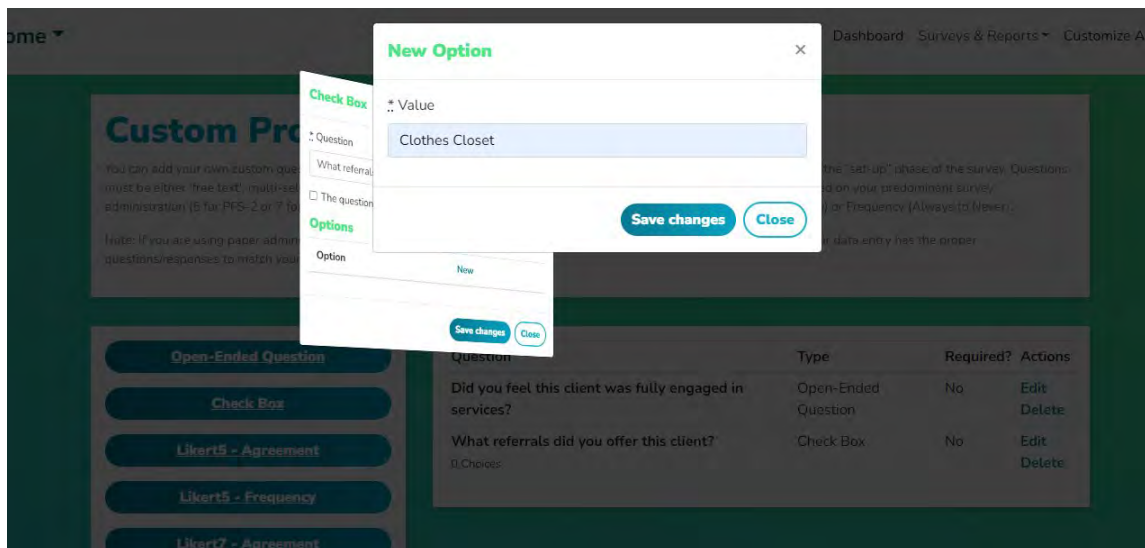 ome
Dashboard Surveys & Reports Customize A
New Option
×
* Value
Clothes Closet
Save changes
Close
Check Box
* Question
What referral
The question
Options
Option
New
Save changes
Close
Custom Pro
You can add your own custom que
must be either "free text", multi-sel
administration (5 for PFS-2 or 7 fo
Note: If you are using paper admin
questions/responses to match your
the "set-up" phase of the survey. Questions
d on your predominent survey
) or Frequency (Always to Never).
r data entry has the proper
Open-Ended Question
Check Box
Likert5 - Agreement
Likert5 - Frequency
Likert7 - Agreement
Question Type Required? Actions
Did you feel this client was fully engaged in Open-Ended No Edit
services? Question Delete
What referrals did you offer this client? Check Box No Edit
0 Choices Delete